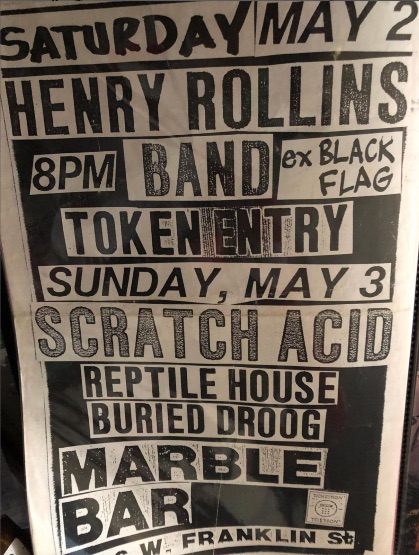 SATURDAY MAY 2
HENRY ROLLINS
8PM BAND ex BLACK FLAG
TOKEN ENTRY
SUNDAY, MAY 3
SCRATCH ACID
REPTILE HOUSE
BURIED DROOG
MARBLE
BAR
W. FRANKLIN St